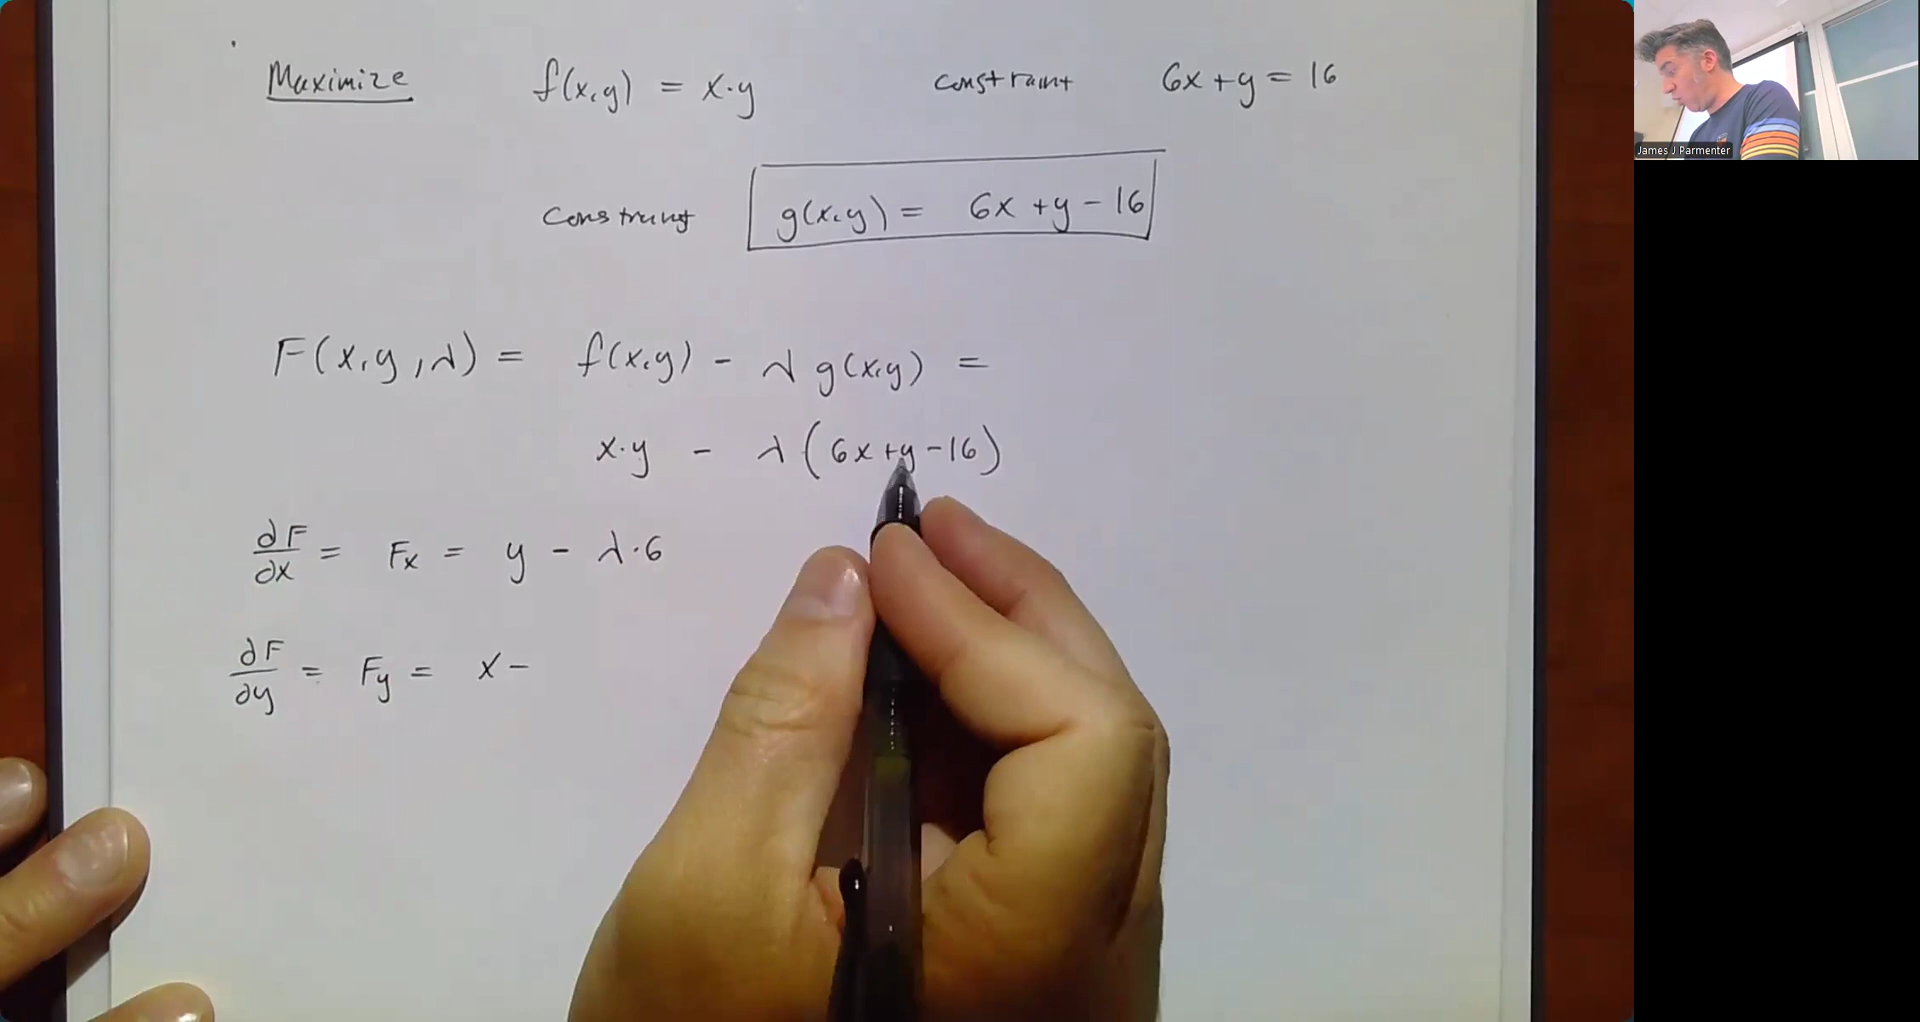 Maximize f(x,y) = x·y constraint 6x+y = 16
Constraint g(x,y) = 6x +y - 16
F(x,y,λ) = f(x,y) - λ g(x,y) =
x·y - λ(6x+y-16)
∂F/∂x = Fx = y - λ·6
∂F/∂y = Fy = x -
James J Parmenter